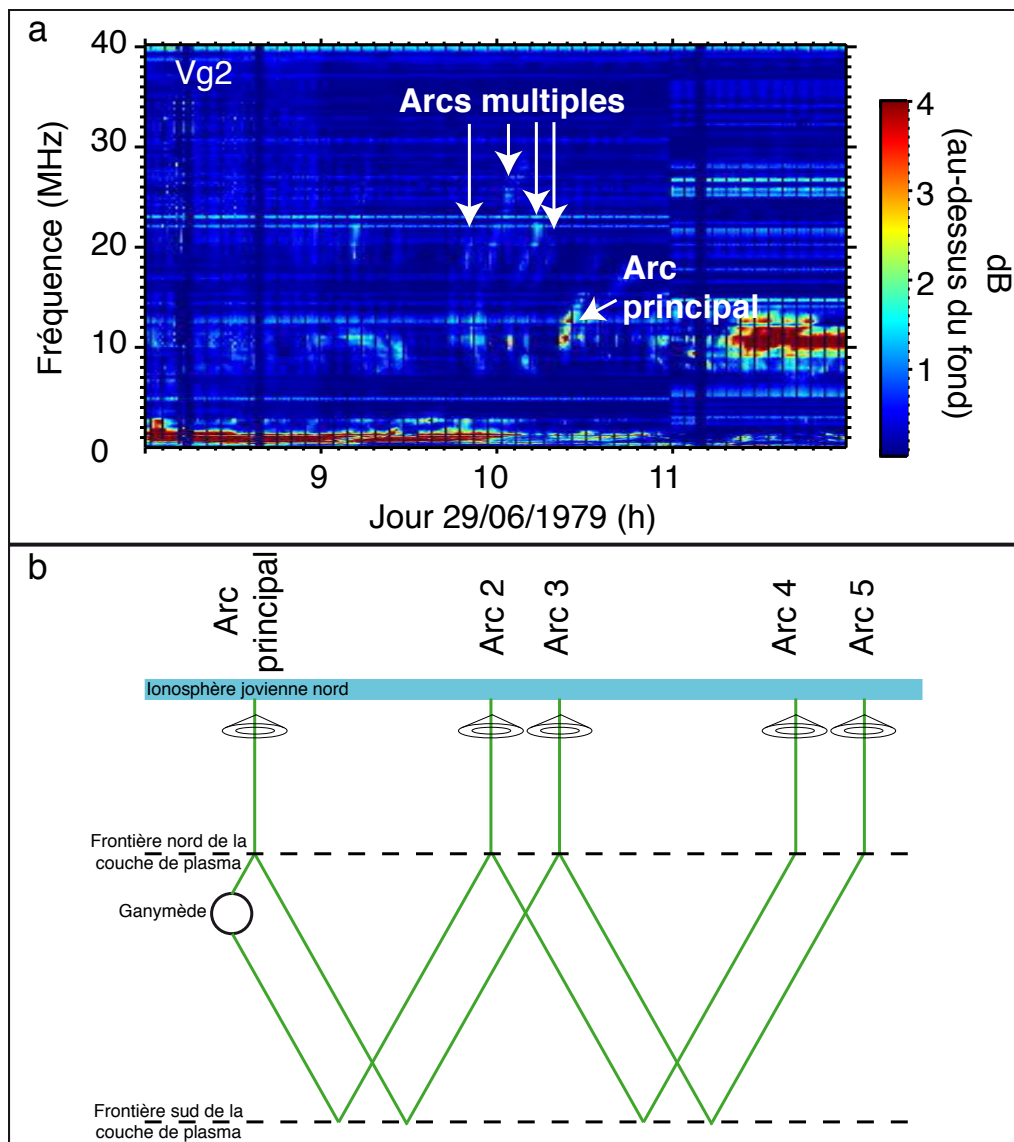 a
40
30
20
10
0
Fréquence (MHz)
Vg2
Arcs multiples
Arc
principal
9
10
11
Jour 29/06/1979 (h)
4
3
2
1
dB
(au-dessus du fond)
b
Arc
principal
Arc 2
Arc 3
Arc 4
Arc 5
Ionosphère jovienne nord
Frontière nord de la
couche de plasma
Ganymède
Frontière sud de la
couche de plasma